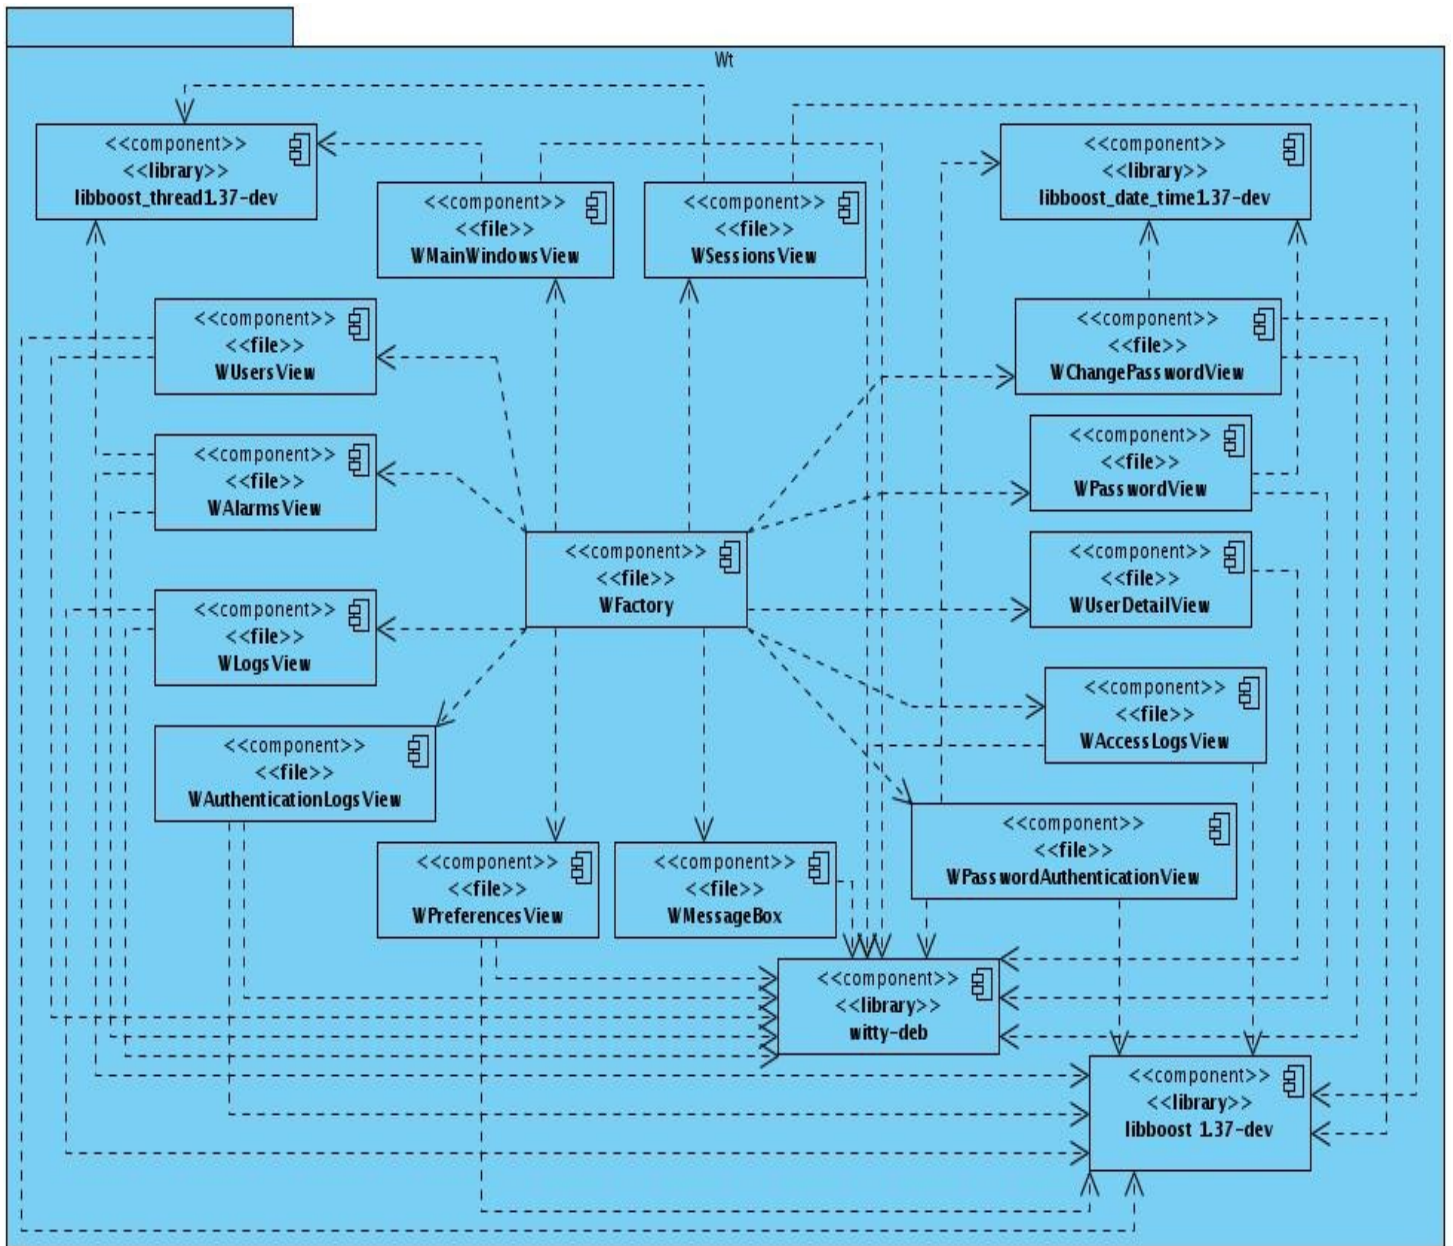 Wt
<<component>>
<<library>>
libboost_thread1.37-dev
<<component>>
<<file>>
WMainWindowsView
<<component>>
<<file>>
WSessionsView
<<component>>
<<library>>
libboost_date_time1.37-dev
<<component>>
<<file>>
WUsersView
<<component>>
<<file>>
WChangePasswordView
<<component>>
<<file>>
WAlarmsView
<<component>>
<<file>>
WPasswordView
<<component>>
<<file>>
WFactory
<<component>>
<<file>>
WUserDetailView
<<component>>
<<file>>
WLogsView
<<component>>
<<file>>
WAccessLogsView
<<component>>
<<file>>
WAuthenticationLogsView
<<component>>
<<file>>
WPreferencesView
<<component>>
<<file>>
WMessageBox
<<component>>
<<file>>
WPasswordAuthenticationView
<<component>>
<<library>>
witty-deb
<<component>>
<<library>>
libboost 1.37-dev